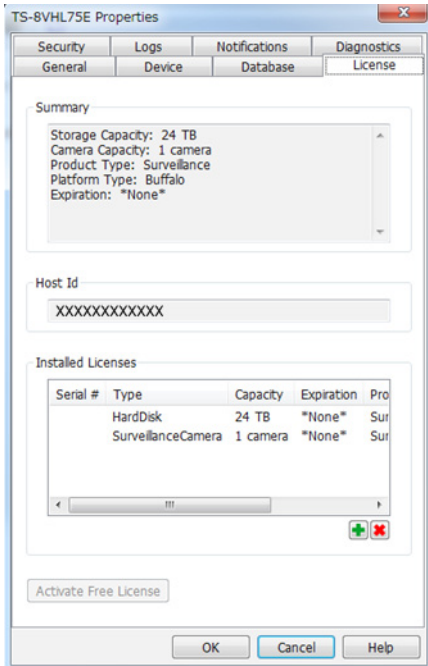 TS-8VHL75E Properties
Security Logs Notifications Diagnostics
General Device Database License
Summary
Storage Capacity: 24 TB
Camera Capacity: 1 camera
Product Type: Surveillance
Platform Type: Buffalo
Expiration: *None*
Host Id
XXXXXXXXXXXX
Installed Licenses
Serial # Type Capacity Expiration Pro
HardDisk 24 TB *None* Sur
SurveillanceCamera 1 camera *None* Sur
Activate Free License
OK Cancel Help